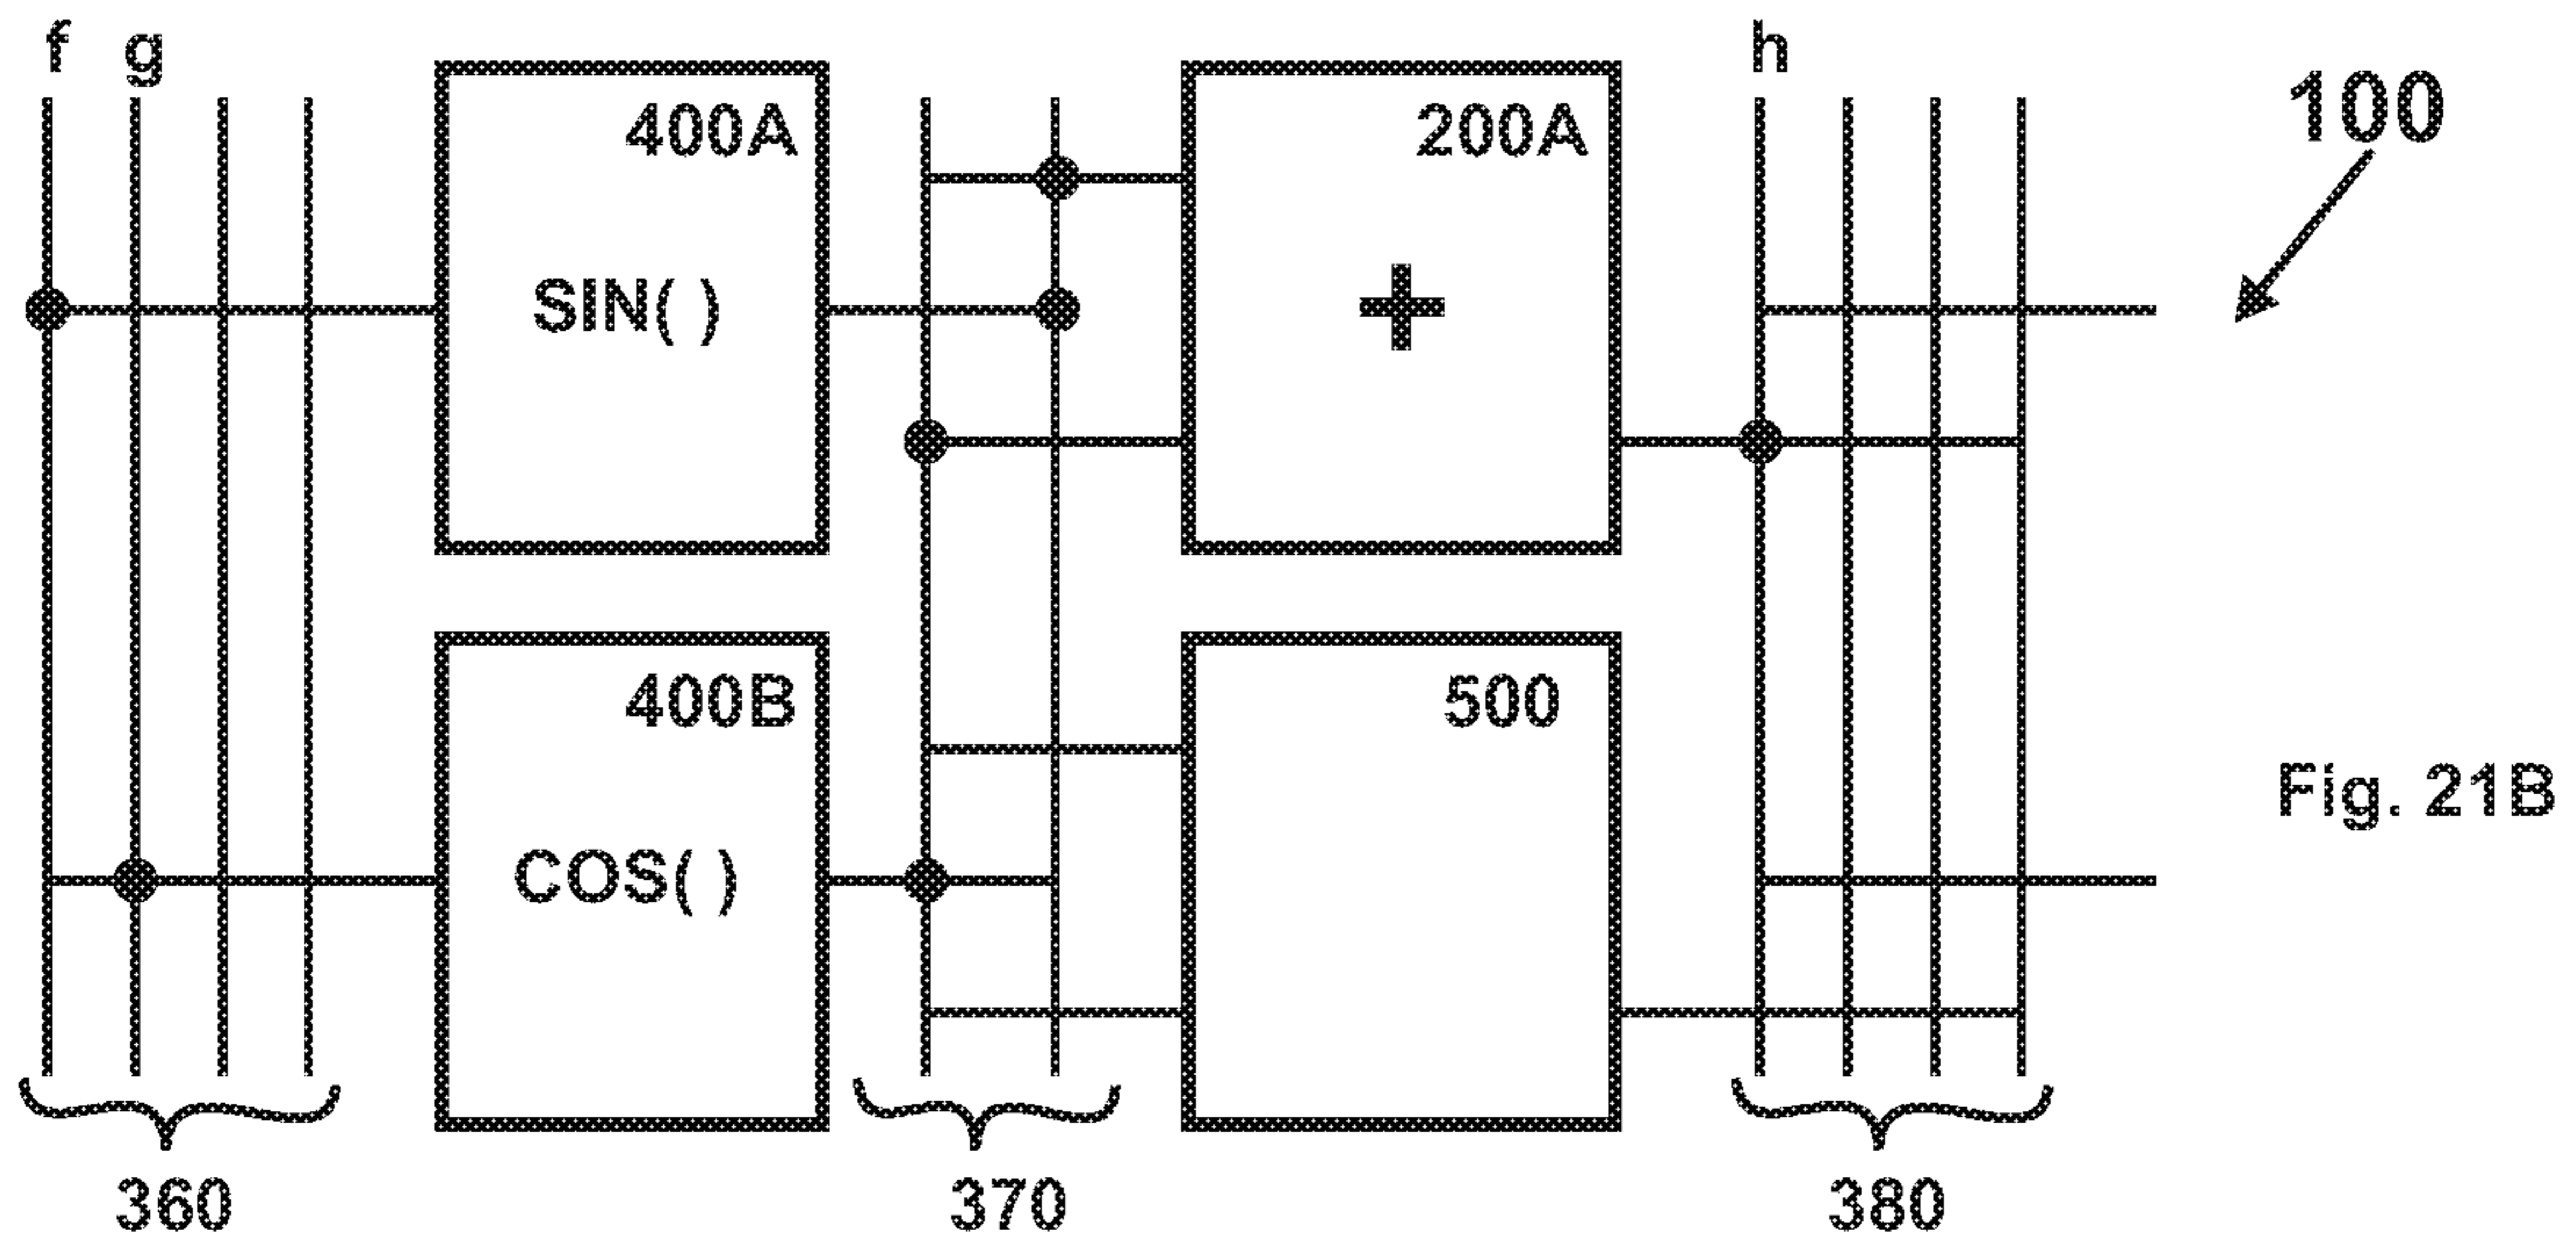 f g h
100
400A 200A
SIN( ) +
400B 500
COS( )
Fig. 21B
360 370 380